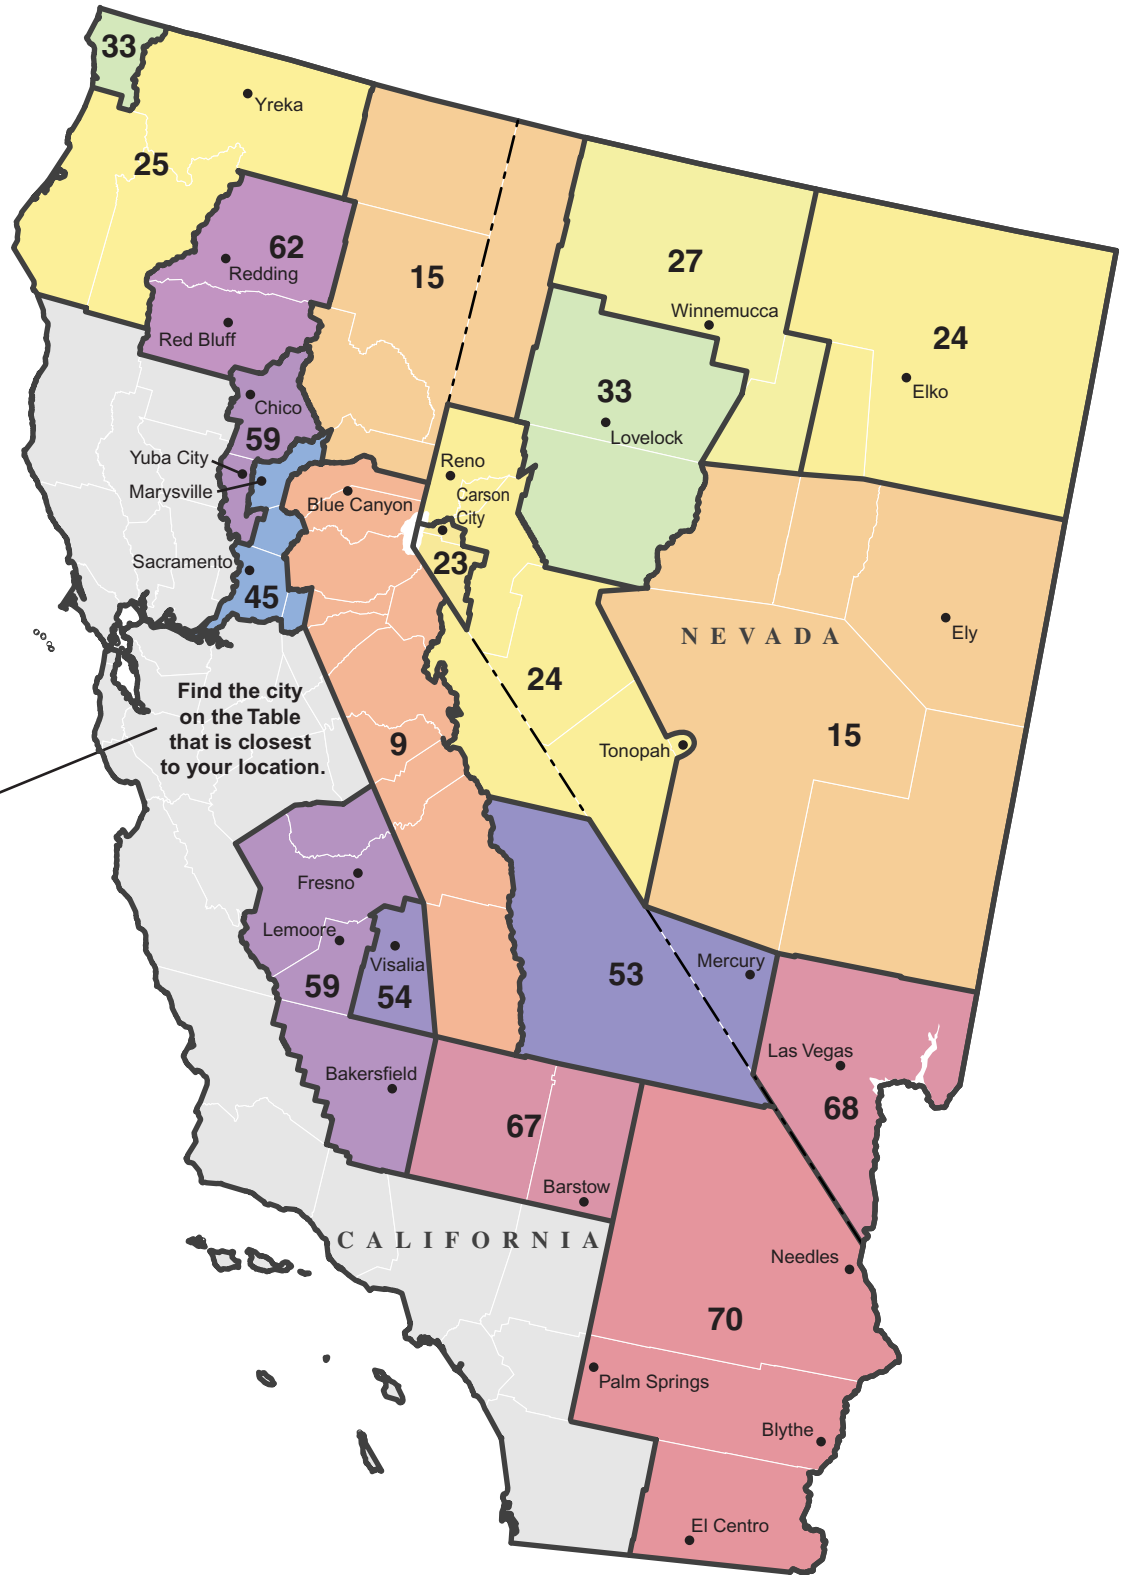 33
Yreka
25
62
Redding
15
27
Winnemucca
Red Bluff
24
Elko
33
Chico
Lovelock
59
Yuba City
Reno
Marysville
Blue Canyon
Carson
City
Sacramento
23
45
NEVADA
Ely
Find the city
on the Table
that is closest
to your location.
24
9
Tonopah
15
Fresno
Lemoore
Visalia
59
54
53
Mercury
Las Vegas
Bakersfield
68
67
Barstow
CALIFORNIA
Needles
70
Palm Springs
Blythe
El Centro